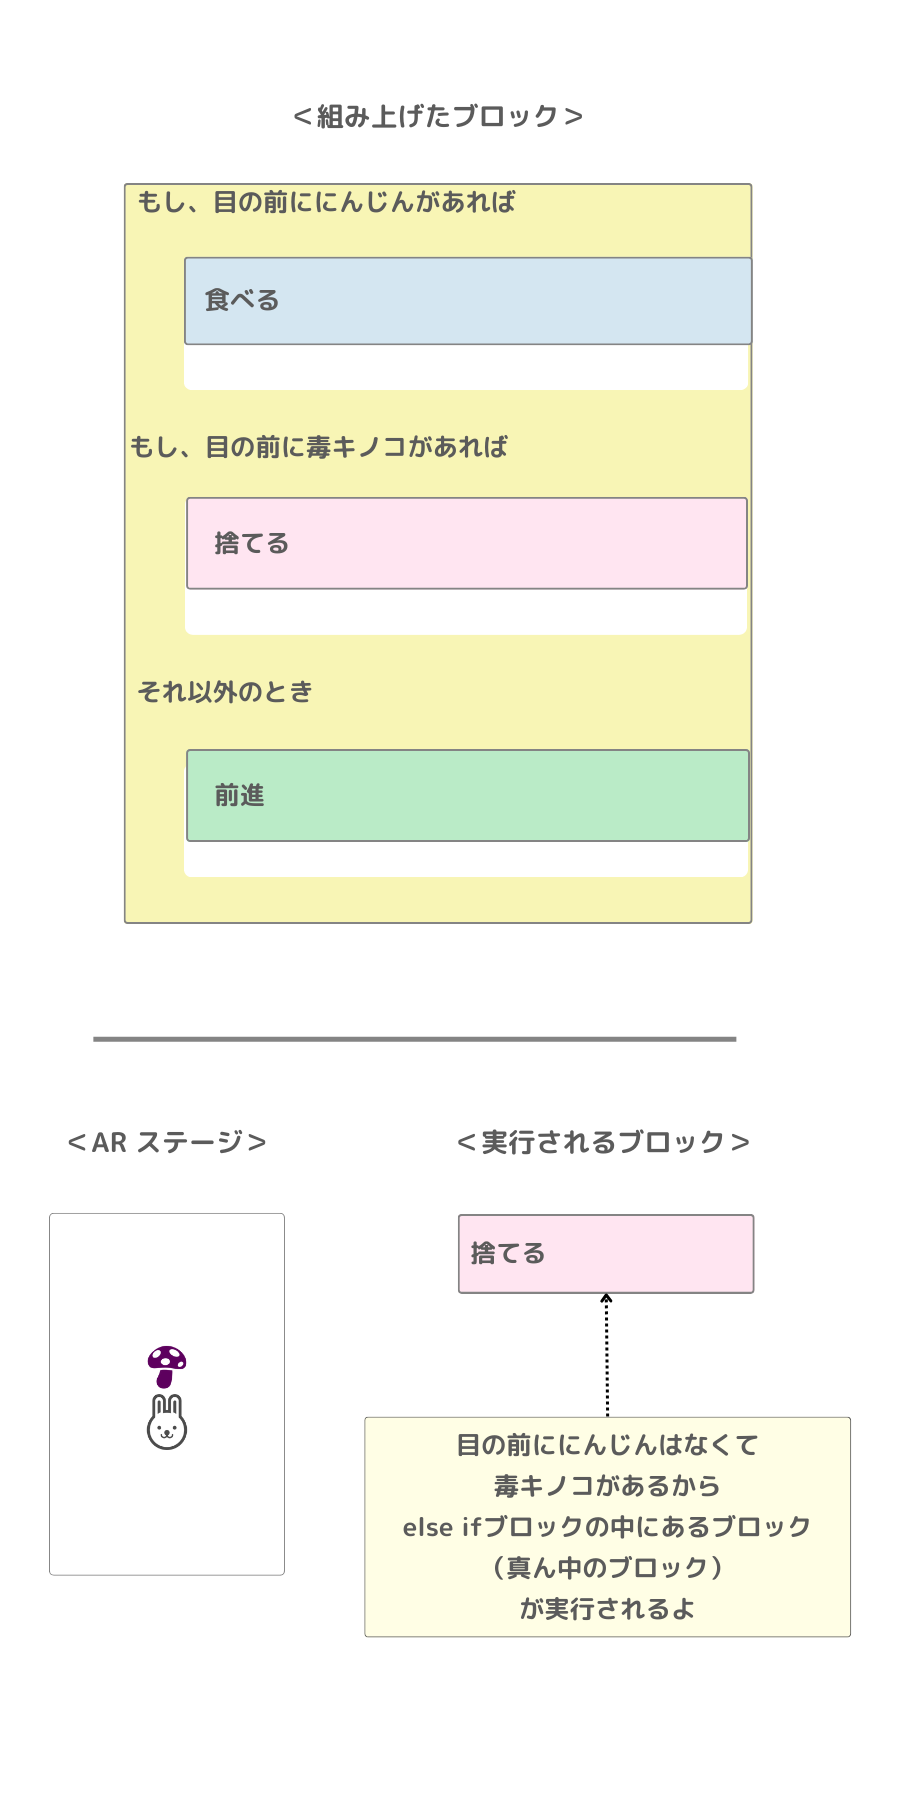 ＜組み上げたブロック＞
もし、目の前ににんじんがあれば
食べる
もし、目の前に毒キノコがあれば
捨てる
それ以外のとき
前進
＜AR ステージ＞
＜実行されるブロック＞
捨てる
目の前ににんじんはなくて
毒キノコがあるから
else ifブロックの中にあるブロック
（真ん中のブロック）
が実行されるよ